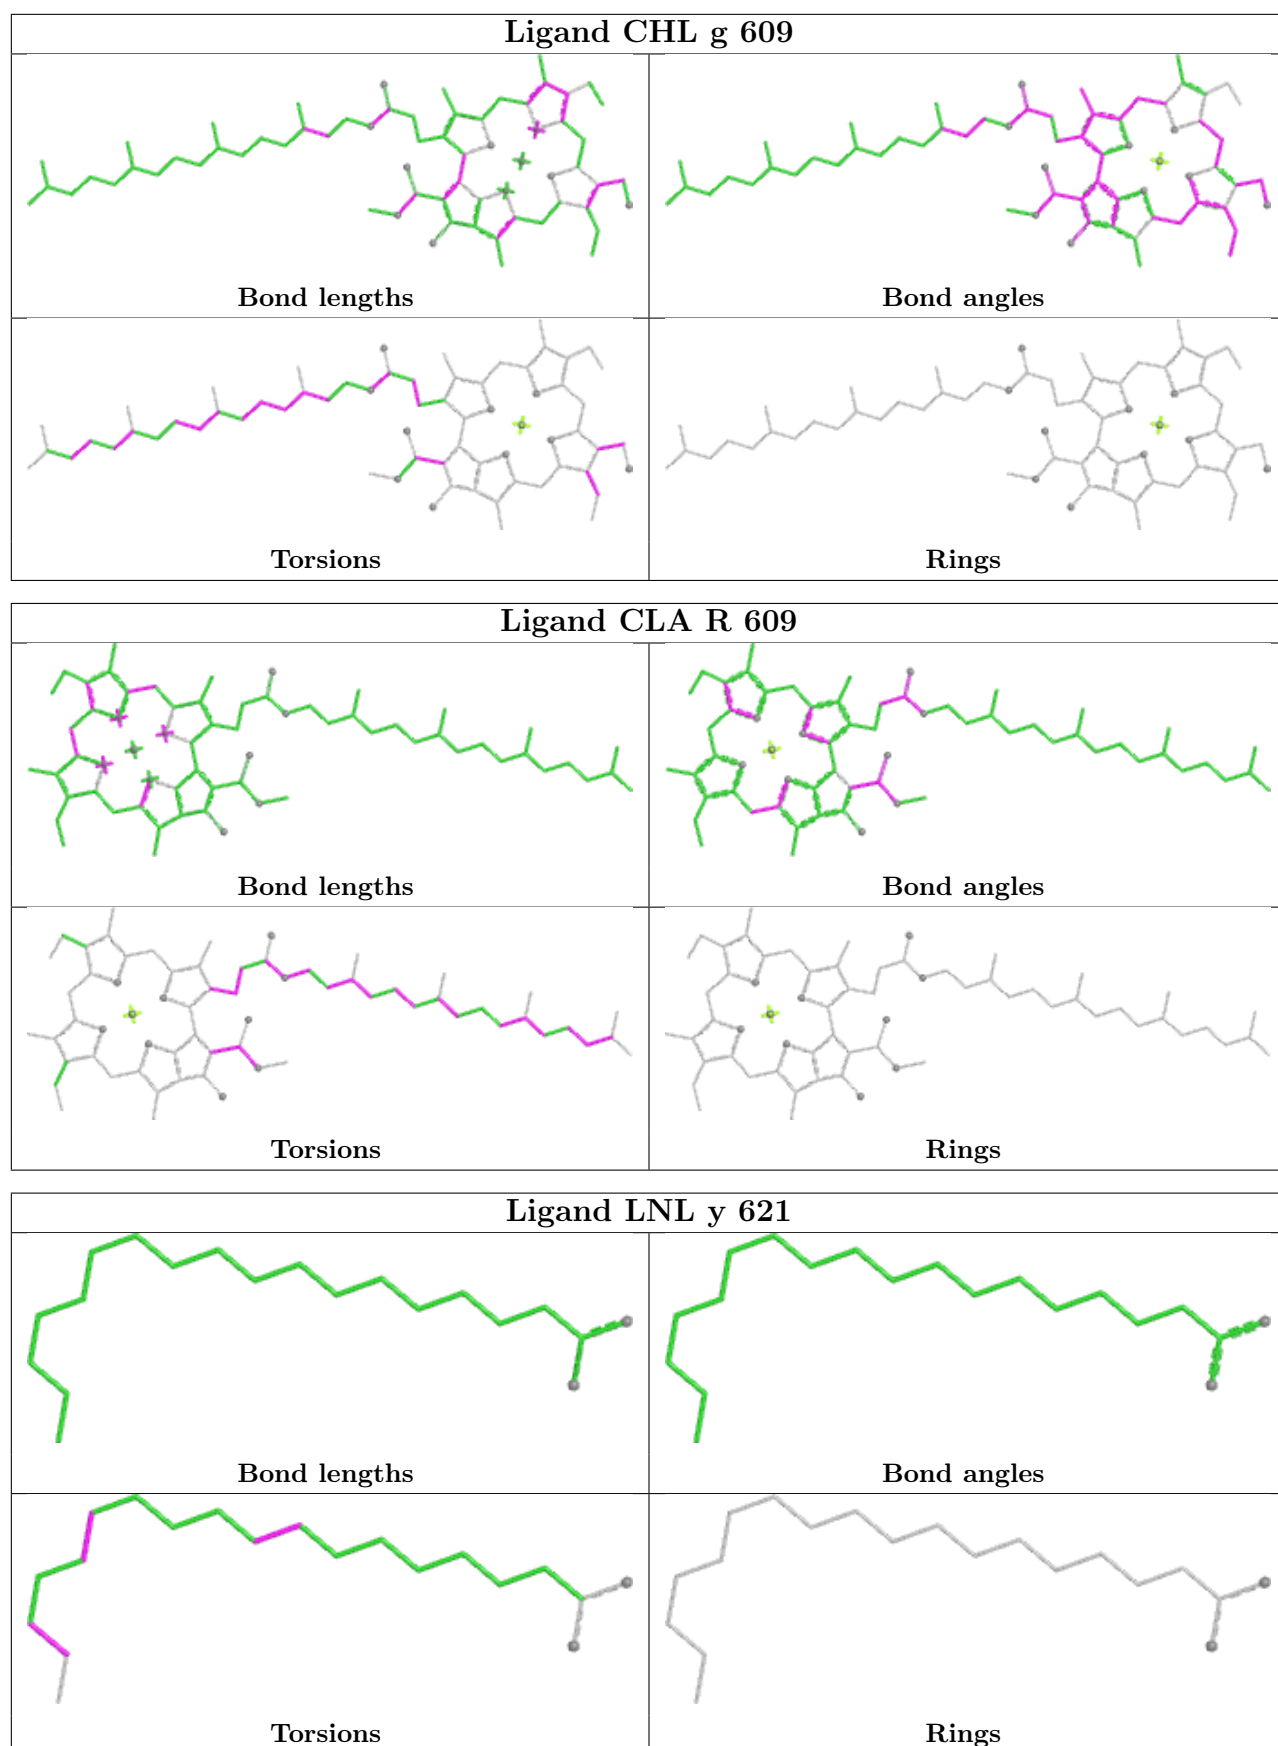 Ligand CHL g 609
Bond lengths
Bond angles
Torsions
Rings
Ligand CLA R 609
Bond lengths
Bond angles
Torsions
Rings
Ligand LNL y 621
Bond lengths
Bond angles
Torsions
Rings